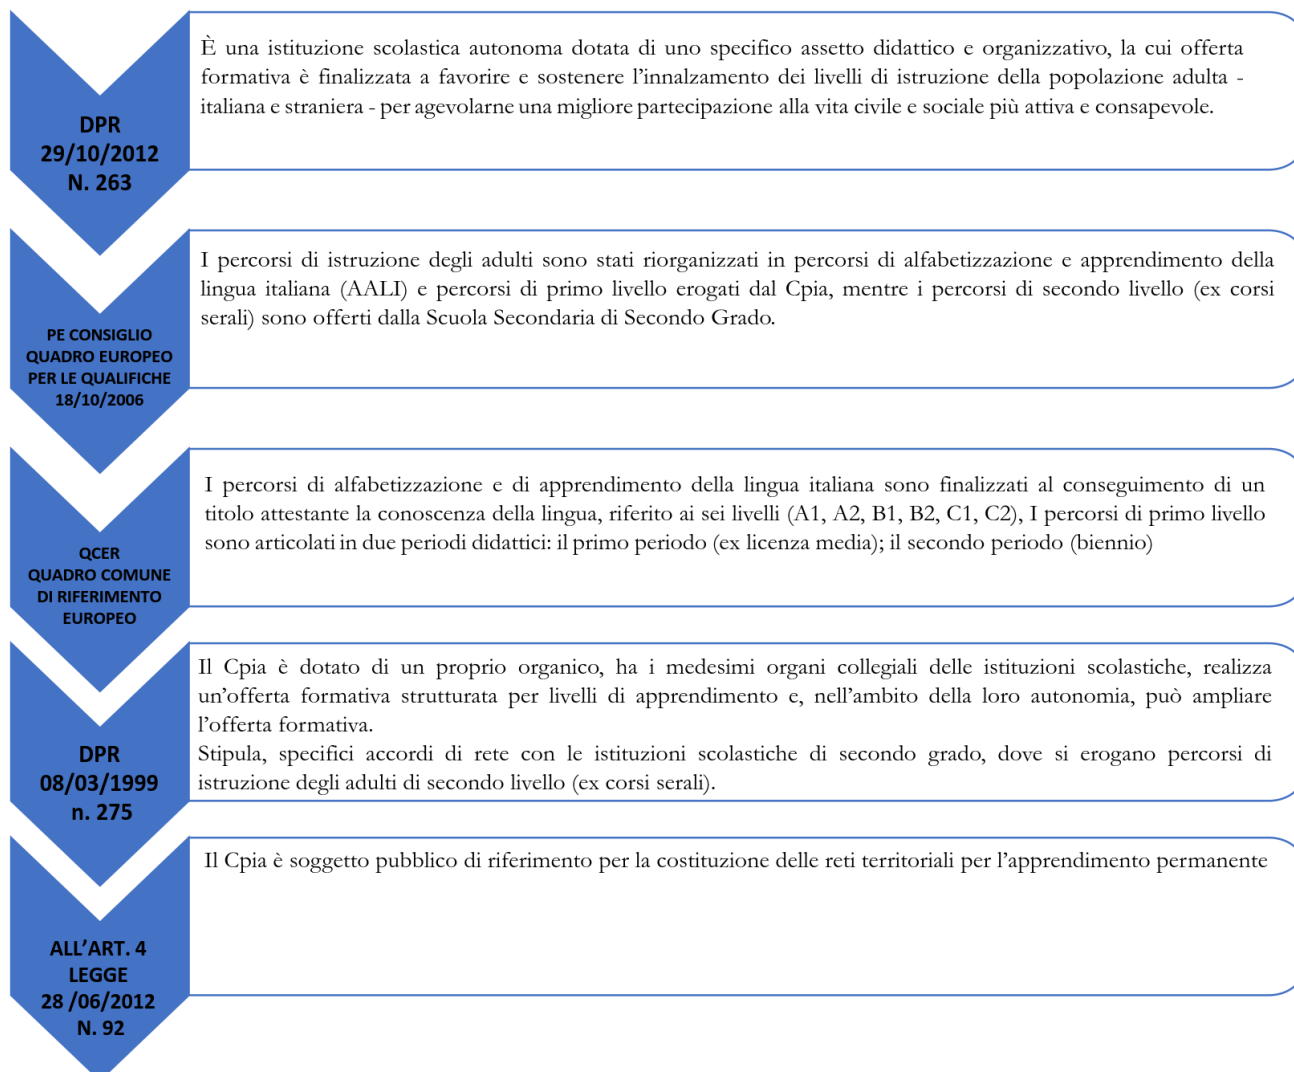 DPR
29/10/2012
N. 263
È una istituzione scolastica autonoma dotata di uno specifico assetto didattico e organizzativo, la cui offerta
formativa è finalizzata a favorire e sostenere l’innalzamento dei livelli di istruzione della popolazione adulta -
italiana e straniera - per agevolarne una migliore partecipazione alla vita civile e sociale più attiva e consapevole.
PE CONSIGLIO
QUADRO EUROPEO
PER LE QUALIFICHE
18/10/2006
I percorsi di istruzione degli adulti sono stati riorganizzati in percorsi di alfabetizzazione e apprendimento della
lingua italiana (AALI) e percorsi di primo livello erogati dal Cpia, mentre i percorsi di secondo livello (ex corsi
serali) sono offerti dalla Scuola Secondaria di Secondo Grado.
QCER
QUADRO COMUNE
DI RIFERIMENTO
EUROPEO
I percorsi di alfabetizzazione e di apprendimento della lingua italiana sono finalizzati al conseguimento di un
titolo attestante la conoscenza della lingua, riferito ai sei livelli (A1, A2, B1, B2, C1, C2), I percorsi di primo livello
sono articolati in due periodi didattici: il primo periodo (ex licenza media); il secondo periodo (biennio)
DPR
08/03/1999
n. 275
Il Cpia è dotato di un proprio organico, ha i medesimi organi collegiali delle istituzioni scolastiche, realizza
un’offerta formativa strutturata per livelli di apprendimento e, nell’ambito della loro autonomia, può ampliare
l’offerta formativa.
Stipula, specifici accordi di rete con le istituzioni scolastiche di secondo grado, dove si erogano percorsi di
istruzione degli adulti di secondo livello (ex corsi serali).
ALL’ART. 4
LEGGE
28 /06/2012
N. 92
Il Cpia è soggetto pubblico di riferimento per la costituzione delle reti territoriali per l’apprendimento permanente